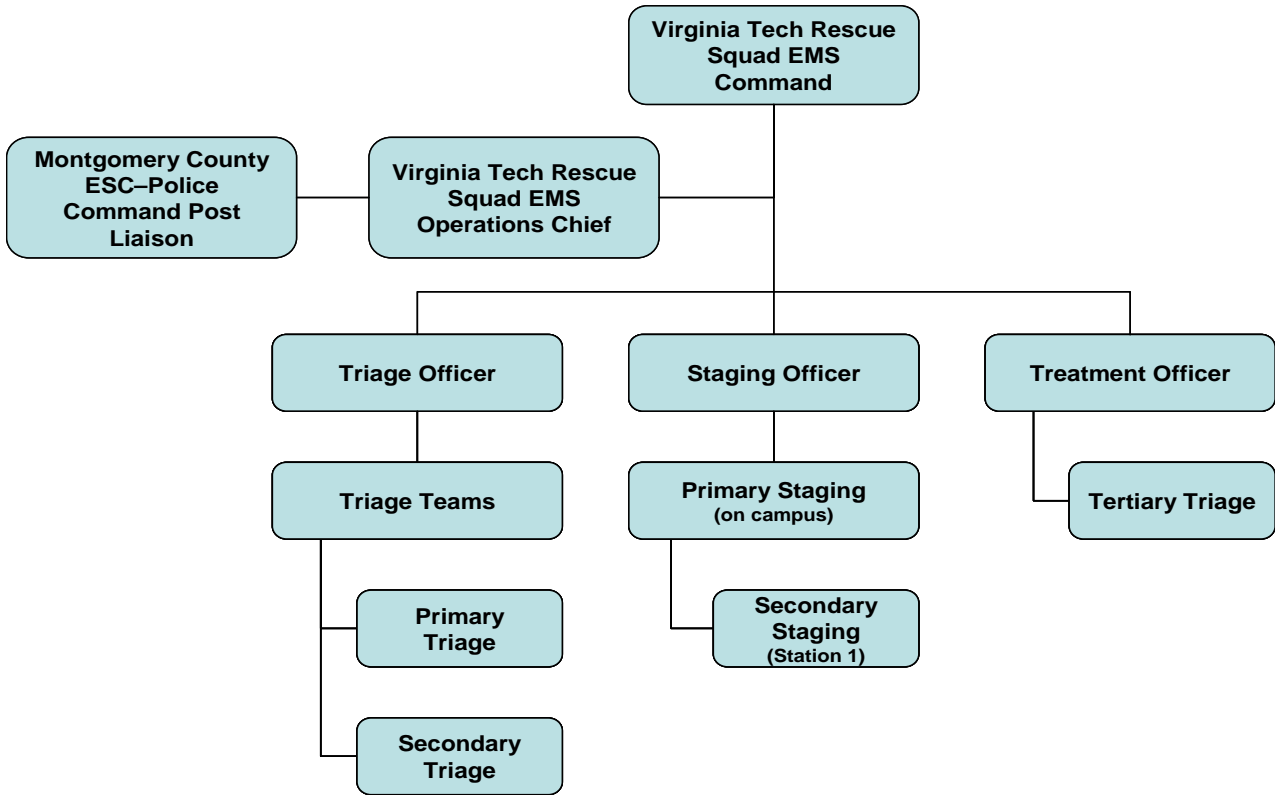 Virginia Tech Rescue
Squad EMS
Command
Montgomery County
ESC–Police
Command Post
Liaison
Virginia Tech Rescue
Squad EMS
Operations Chief
Triage Officer
Staging Officer
Treatment Officer
Triage Teams
Primary Staging
(on campus)
Tertiary Triage
Primary
Triage
Secondary
Staging
(Station 1)
Secondary
Triage